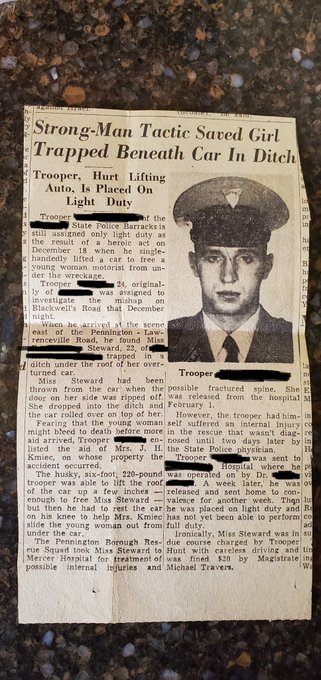 Strong-Man Tactic Saved Girl
Trapped Beneath Car In Ditch
Trooper, Hurt Lifting
Auto, Is Placed On
Light Duty
Trooper of the
State Police Barracks is
still assigned only light duty as
the result of a heroic act on
December 18 when he single-
handedly lifted a car to free a
young woman motorist from un-
der the wreckage.
Trooper 24, original-
ly of was assigned to
investigate the mishap on
Blackwell's Road that December
night.
When he arrived at the scene
east of the Pennington - Law-
renceville Road, he found Miss
Steward, 22, of
trapped in a
ditch under the roof of her over-
turned car.
Miss Steward had been
thrown from the car when the
door on her side was ripped off.
She dropped into the ditch and
the car rolled over on top of her.
Fearing that the young woman
might bleed to death before more
aid arrived, Trooper en-
listed the aid of Mrs. J. H.
Kmiec, on whose property the
accident occurred.
The husky, six-foot, 220-pound
trooper was able to lift the roof
of the car up a few inches —
enough to free Miss Steward —
but then he had to rest the car
on his knee to help Mrs. Kmiec
slide the young woman out from
under the car.
The Pennington Borough Res-
cue Squad took Miss Steward to
Mercer Hospital for treatment of
possible internal injuries and
Trooper
possible fractured spine. She
was released from the hospital
February 1.
However, the trooper had him-
self suffered an internal injury
in the rescue that wasn't diag-
nosed until two days later by
the State Police physician.
Trooper was sent to
Hospital where he
was operated on by Dr.
A week later, he was
released and sent home to con-
valesce for another week. Then
he was placed on light duty and
has not yet been able to perform
full duty.
Ironically, Miss Steward was in
due course charged by Trooper
Hunt with careless driving and
was fined $20 by Magistrate
Michael Travers.